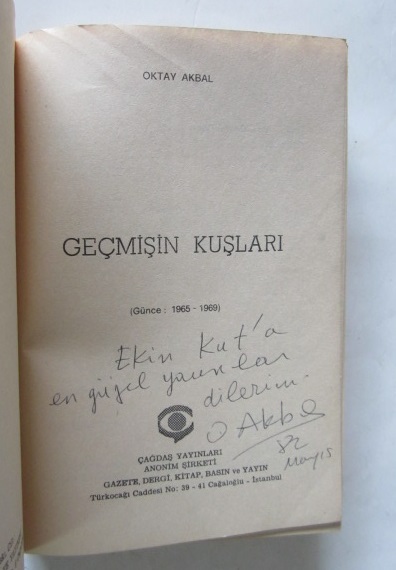 OKTAY AKBAL
GEÇMİŞİN KUŞLARI
(Günce : 1965 - 1969)
Ekin Kut'a
en güzel yarınlar
dilerim.
O Akbal
82
Mayıs
ÇAĞDAŞ YAYINLARI
ANONİM ŞİRKETİ
GAZETE, DERGİ, KİTAP, BASIN ve YAYIN
Türkocağı Caddesi No: 39 - 41 Cağaloğlu - İstanbul